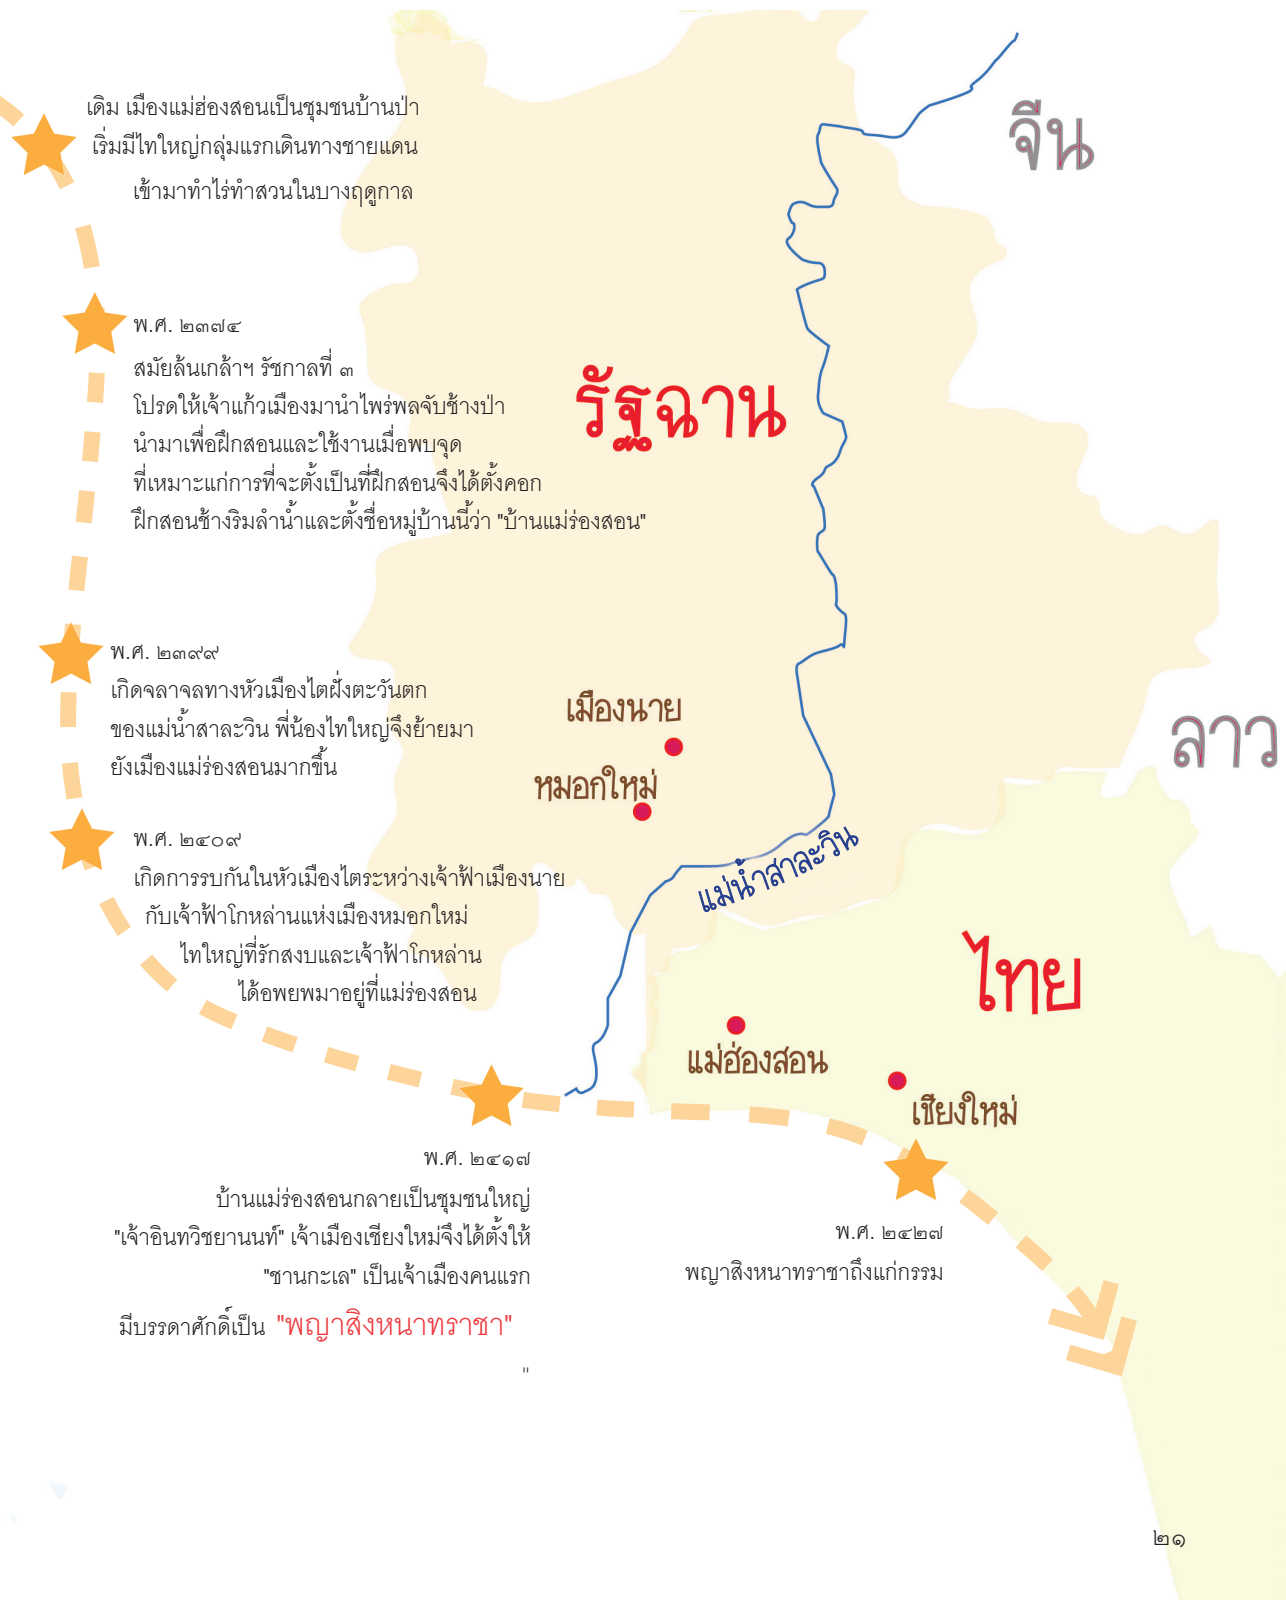 เดิม เมืองแม่ฮ่องสอนเป็นชุมชนบ้านป่า
เริ่มมีไทใหญ่กลุ่มแรกเดินทางชายแดน
เข้ามาทำไร่ทำสวนในบางฤดูกาล
จีน
พ.ศ. ๒๓๗๔
สมัยล้นเกล้าฯ รัชกาลที่ ๓
โปรดให้เจ้าแก้วเมืองมานำไพร่พลจับช้างป่า
นำมาเพื่อฝึกสอนและใช้งานเมื่อพบจุด
ที่เหมาะแก่การที่จะตั้งเป็นที่ฝึกสอนจึงได้ตั้งคอก
ฝึกสอนช้างริมลำน้ำและตั้งชื่อหมู่บ้านนี้ว่า "บ้านแม่ร่องสอน"
รัฐฉาน
พ.ศ. ๒๓๙๙
เกิดจลาจลทางหัวเมืองไตฝั่งตะวันตก
ของแม่น้ำสาละวิน พี่น้องไทใหญ่จึงย้ายมา
ยังเมืองแม่ร่องสอนมากขึ้น
เมืองนาย
หมอกใหม่
ลาว
พ.ศ. ๒๔๐๙
เกิดการรบกันในหัวเมืองไตระหว่างเจ้าฟ้าเมืองนาย
กับเจ้าฟ้าโกหล่านแห่งเมืองหมอกใหม่
ไทใหญ่ที่รักสงบและเจ้าฟ้าโกหล่าน
ได้อพยพมาอยู่ที่แม่ร่องสอน
แม่น้ำสาละวิน
ไทย
แม่ฮ่องสอน
เชียงใหม่
พ.ศ. ๒๔๑๗
บ้านแม่ร่องสอนกลายเป็นชุมชนใหญ่
"เจ้าอินทวิชยานนท์" เจ้าเมืองเชียงใหม่จึงได้ตั้งให้
"ชานกะเล" เป็นเจ้าเมืองคนแรก
มีบรรดาศักดิ์เป็น "พญาสิงหนาทราชา"
"
พ.ศ. ๒๔๒๗
พญาสิงหนาทราชาถึงแก่กรรม
๒๑